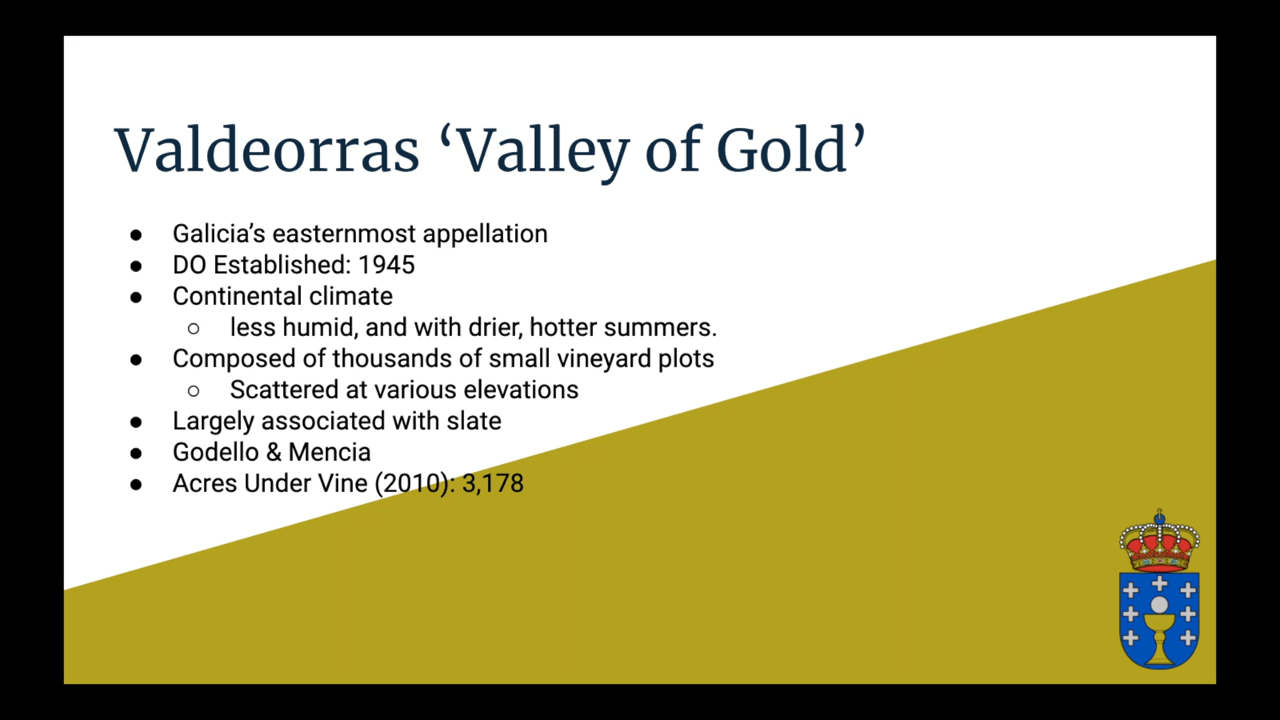 Valdeorras ‘Valley of Gold’
● Galicia’s easternmost appellation
● DO Established: 1945
● Continental climate
○ less humid, and with drier, hotter summers.
● Composed of thousands of small vineyard plots
○ Scattered at various elevations
● Largely associated with slate
● Godello & Mencia
● Acres Under Vine (2010): 3,178